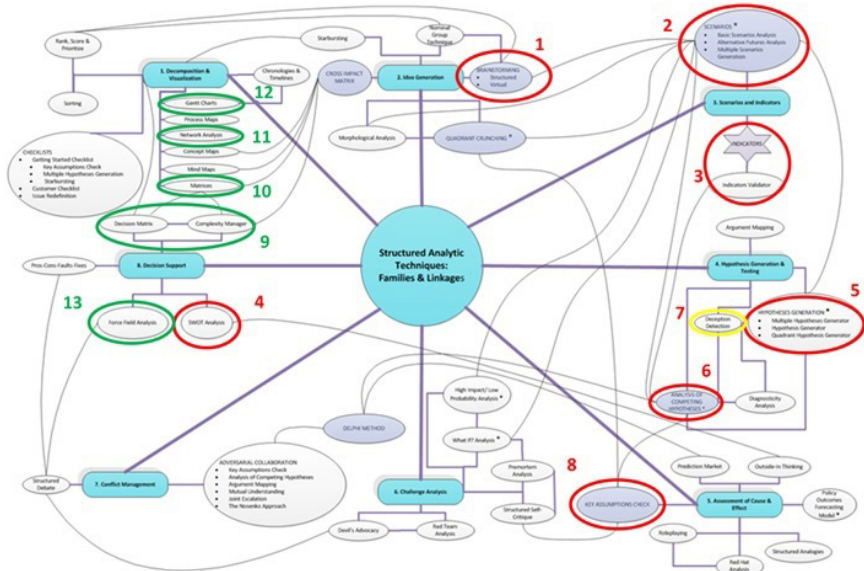 Rank, Score &
Prioritize
Starbursting
Nominal
Group
Technique
1
2
SCENARIOS *
• Basic Scenarios Analysis
• Alternative Futures Analysis
• Multiple Scenarios
Generation
1. Decomposition &
Visualization
Chronologies &
Timelines
CROSS IMPACT
MATRIX
2. Idea Generation
BRAINSTORMING
• Structured
• Virtual
Sorting
12
Gantt Charts
Process Maps
11
Network Analysis
Concept Maps
Mind Maps
10
Matrices
Morphological Analysis
QUADRANT CRUNCHING *
3. Scenarios and Indicators
INDICATORS
3
Indicators Validator
CHECKLISTS
• Getting Started Checklist
• Key Assumptions Check
• Multiple Hypotheses Generation
• Starbursting
• Customer Checklist
• Issue Redefinition
Decision Matrix
Complexity Manager
9
Structured Analytic
Techniques:
Families & Linkages
Argument Mapping
Pros-Cons-Faults-Fixes
8. Decision Support
4. Hypothesis Generation &
Testing
13
Force Field Analysis
4
SWOT Analysis
7
Deception
Detection
5
HYPOTHESES GENERATION *
• Multiple Hypotheses Generator
• Hypothesis Generator
• Quadrant Hypothesis Generator
6
ANALYSIS OF
COMPETING
HYPOTHESES *
Diagnosticity
Analysis
High Impact/ Low
Probability Analysis *
DELPHI METHOD
What If? Analysis *
8
Prediction Market
Outside-in Thinking
Structured
Debate
7. Conflict Management
ADVERSARIAL COLLABORATION
• Key Assumptions Check
• Analysis of Competing Hypotheses
• Argument Mapping
• Mutual Understanding
• Joint Escalation
• The Nosenko Approach
6. Challenge Analysis
Premortem
Analysis
Structured Self-
Critique
KEY ASSUMPTIONS CHECK
5. Assessment of Cause &
Effect
Policy
Outcomes
Forecasting
Model *
Devil's Advocacy
Red Team
Analysis
Roleplaying
Red Hat
Analysis
Structured Analogies